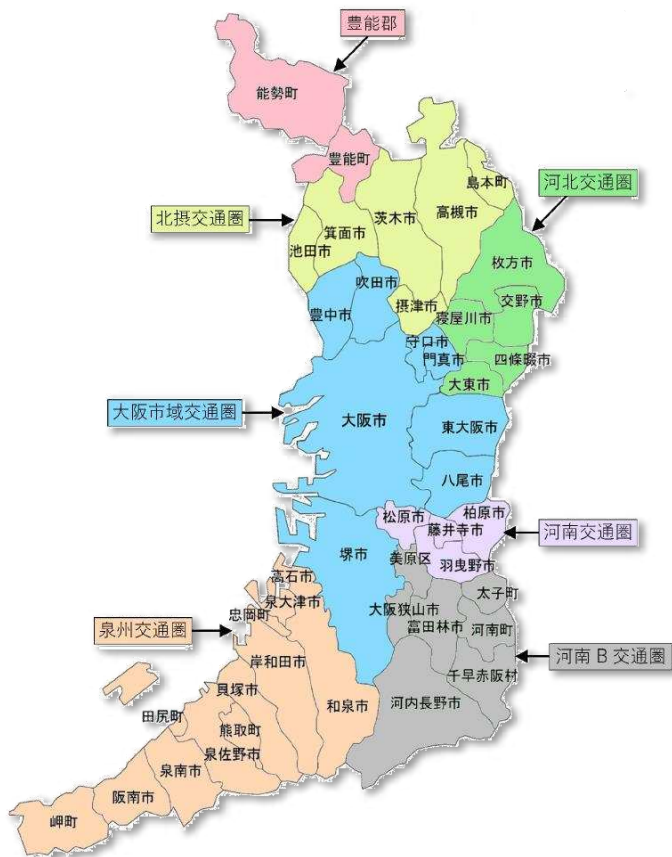 豊能郡
能勢町
豊能町
島本町
河北交通圏
高槻市
茨木市
北摂交通圏
箕面市
池田市
枚方市
吹田市
交野市
摂津市
豊中市
寝屋川市
守口市
門真市
四條畷市
大東市
大阪市域交通圏
大阪市
東大阪市
八尾市
松原市
柏原市
藤井寺市
河南交通圏
堺市
美原区
羽曳野市
高石市
太子町
泉大津市
忠岡町
大阪狭山市
泉州交通圏
富田林市
河南町
岸和田市
河南B交通圏
千早赤阪村
貝塚市
和泉市
河内長野市
田尻町
熊取町
泉佐野市
泉南市
阪南市
岬町